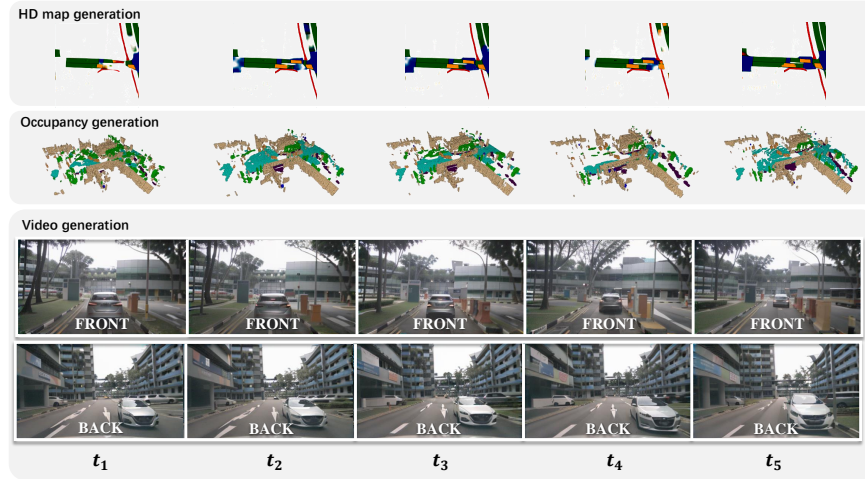 HD map generation
Occupancy generation
Video generation
FRONT FRONT FRONT FRONT FRONT
BACK BACK BACK BACK BACK
t₁ t₂ t₃ t₄ t₅